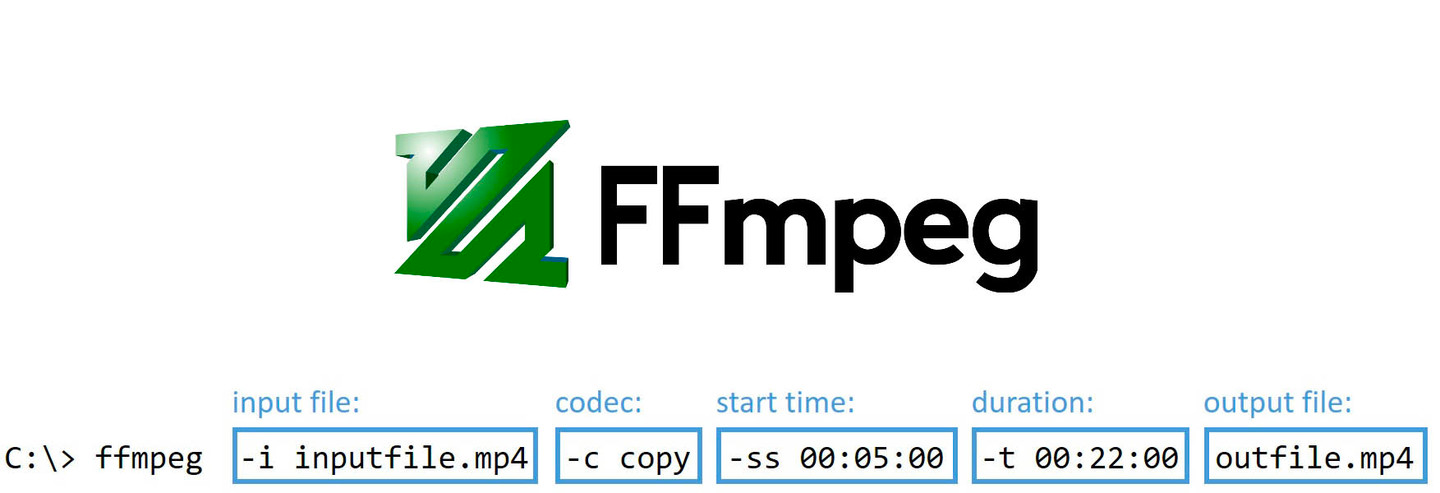 FFmpeg
input file: codec: start time: duration: output file:
C:\> ffmpeg -i inputfile.mp4 -c copy -ss 00:05:00 -t 00:22:00 outfile.mp4